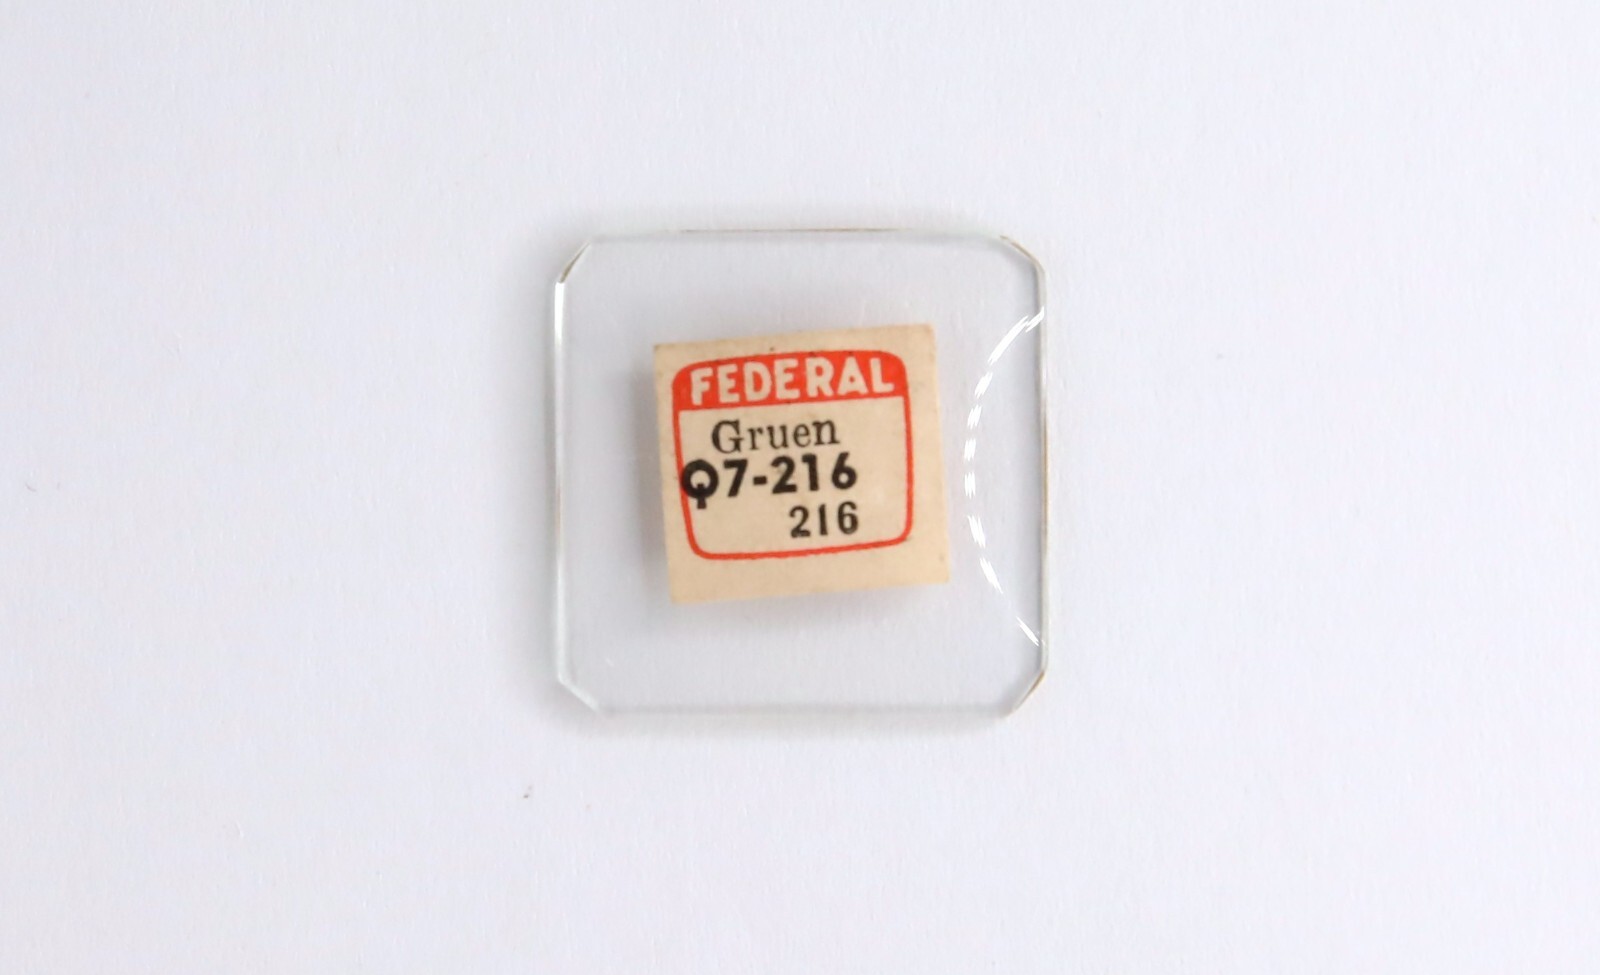 FEDERAL
Gruen
Q7-216
216